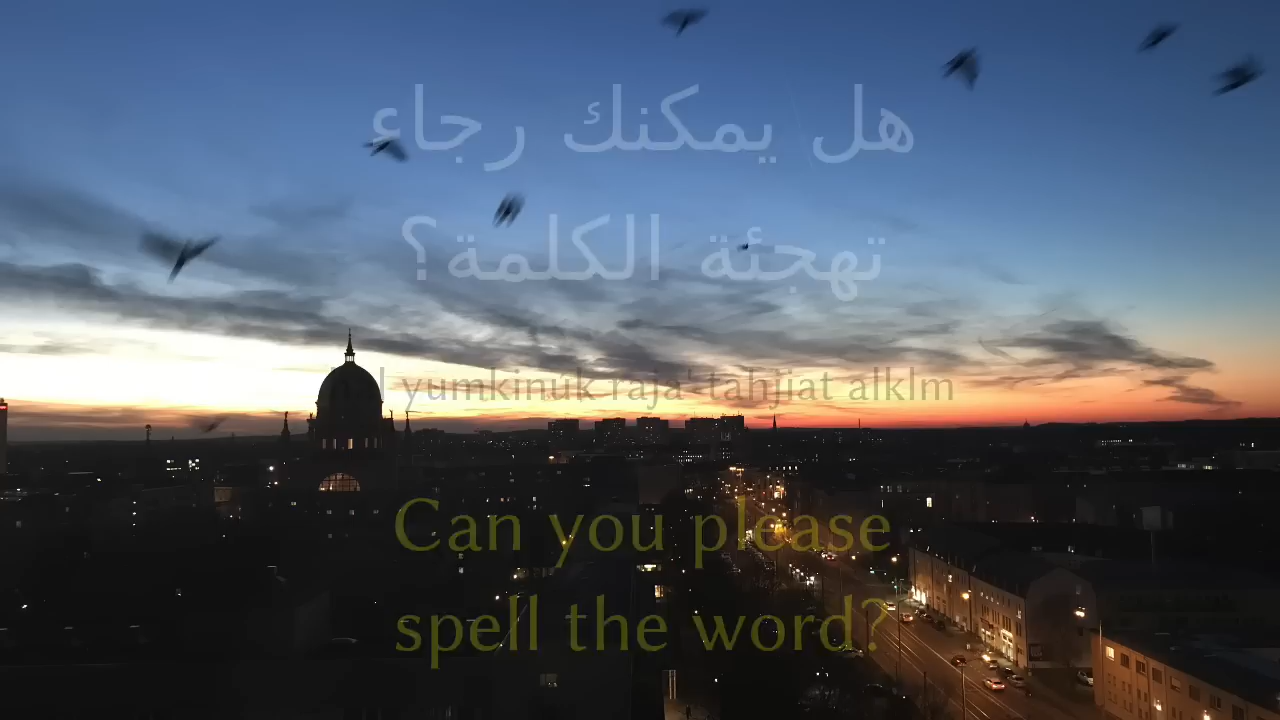 هل يمكنك رجاء
تهجئة الكلمة؟
yumkinuk raja' tahjiat alklm
Can you please
spell the word?